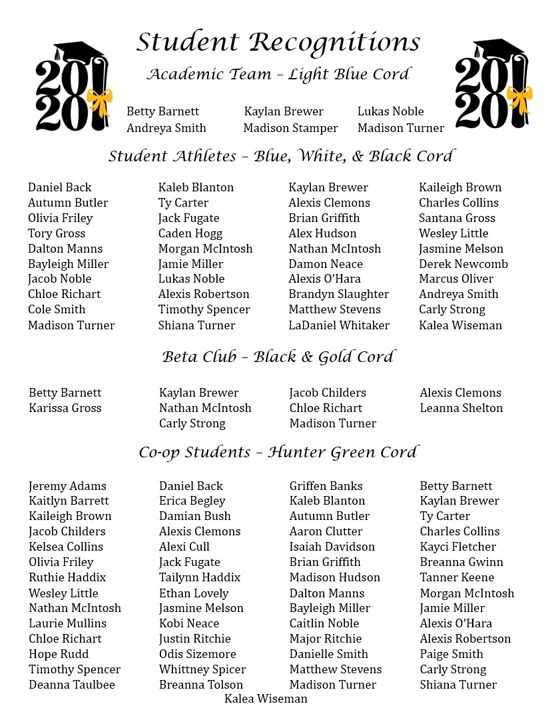 Student Recognitions
20
20
20
20
Academic Team – Light Blue Cord
Betty Barnett Kaylan Brewer Lukas Noble
Andreya Smith Madison Stamper Madison Turner
Student Athletes – Blue, White, & Black Cord
Daniel Back Kaleb Blanton Kaylan Brewer Kaileigh Brown
Autumn Butler Ty Carter Alexis Clemons Charles Collins
Olivia Friley Jack Fugate Brian Griffith Santana Gross
Tory Gross Caden Hogg Alex Hudson Wesley Little
Dalton Manns Morgan McIntosh Nathan McIntosh Jasmine Melson
Bayleigh Miller Jamie Miller Damon Neace Derek Newcomb
Jacob Noble Lukas Noble Alexis O'Hara Marcus Oliver
Chloe Richart Alexis Robertson Brandyn Slaughter Andreya Smith
Cole Smith Timothy Spencer Matthew Stevens Carly Strong
Madison Turner Shiana Turner LaDaniel Whitaker Kalea Wiseman
Beta Club – Black & Gold Cord
Betty Barnett Kaylan Brewer Jacob Childers Alexis Clemons
Karissa Gross Nathan McIntosh Chloe Richart Leanna Shelton
Carly Strong Madison Turner
Co-op Students – Hunter Green Cord
Jeremy Adams Daniel Back Griffen Banks Betty Barnett
Kaitlyn Barrett Erica Begley Kaleb Blanton Kaylan Brewer
Kaileigh Brown Damian Bush Autumn Butler Ty Carter
Jacob Childers Alexis Clemons Aaron Clutter Charles Collins
Kelsea Collins Alexi Cull Isaiah Davidson Kayci Fletcher
Olivia Friley Jack Fugate Brian Griffith Breanna Gwinn
Ruthie Haddix Tailynn Haddix Madison Hudson Tanner Keene
Wesley Little Ethan Lovely Dalton Manns Morgan McIntosh
Nathan McIntosh Jasmine Melson Bayleigh Miller Jamie Miller
Laurie Mullins Kobi Neace Caitlin Noble Alexis O'Hara
Chloe Richart Justin Ritchie Major Ritchie Alexis Robertson
Hope Rudd Odis Sizemore Danielle Smith Paige Smith
Timothy Spencer Whittney Spicer Matthew Stevens Carly Strong
Deanna Taulbee Breanna Tolson Madison Turner Shiana Turner
Kalea Wiseman